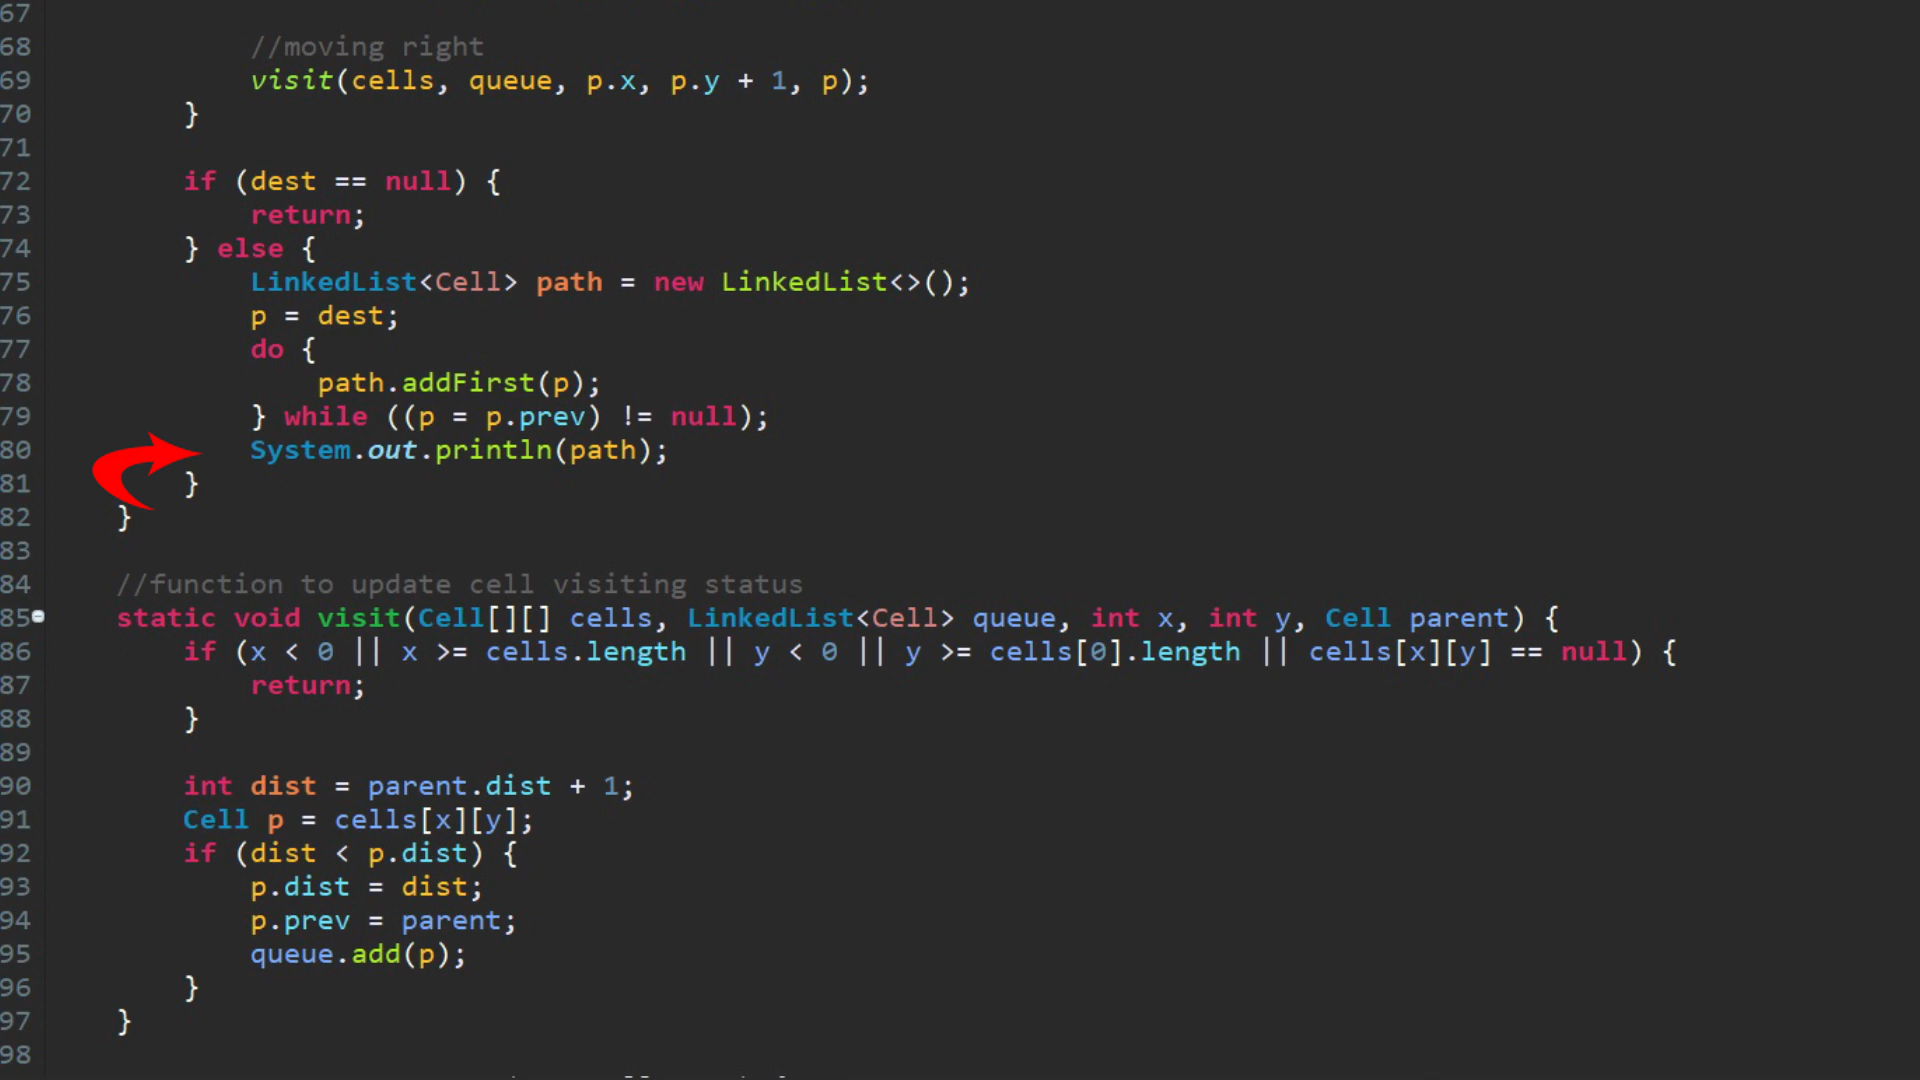 67
68 //moving right
69 visit(cells, queue, p.x, p.y + 1, p);
70 }
71
72 if (dest == null) {
73 return;
74 } else {
75 LinkedList<Cell> path = new LinkedList<>();
76 p = dest;
77 do {
78 path.addFirst(p);
79 } while ((p = p.prev) != null);
80 System.out.println(path);
81 }
82 }
83
84 //function to update cell visiting status
85 static void visit(Cell[][] cells, LinkedList<Cell> queue, int x, int y, Cell parent) {
86 if (x < 0 || x >= cells.length || y < 0 || y >= cells[0].length || cells[x][y] == null) {
87 return;
88 }
89
90 int dist = parent.dist + 1;
91 Cell p = cells[x][y];
92 if (dist < p.dist) {
93 p.dist = dist;
94 p.prev = parent;
95 queue.add(p);
96 }
97 }
98